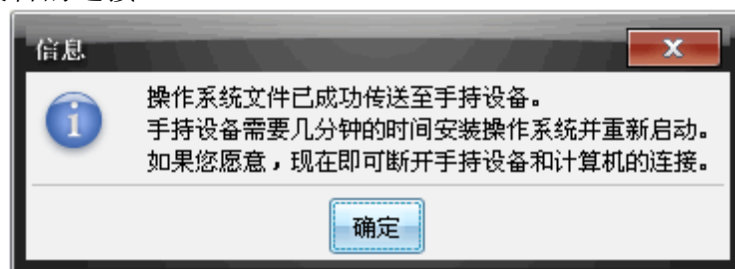 信息
操作系统文件已成功传送至手持设备。
手持设备需要几分钟的时间安装操作系统并重新启动。
如果您愿意，现在即可断开手持设备和计算机的连接。
确定